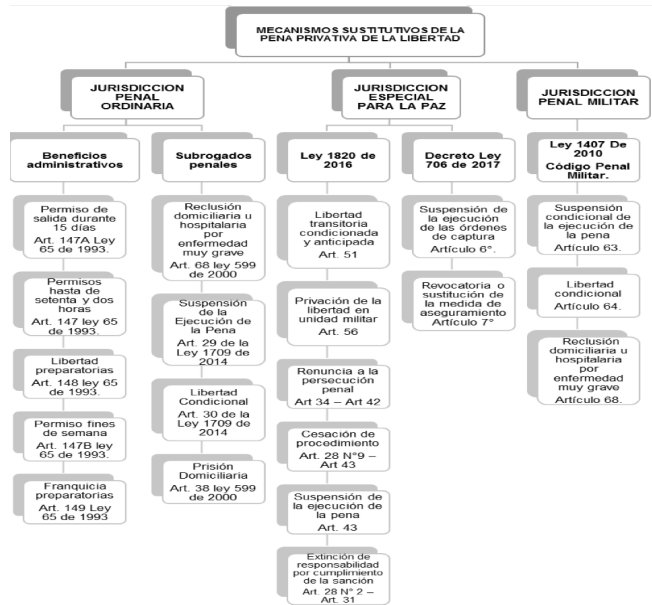 MECANISMOS SUSTITUTIVOS DE LA
PENA PRIVATIVA DE LA LIBERTAD
JURISDICCION
PENAL
ORDINARIA
Beneficios
administrativos
Permiso de
salida durante
15 días
Art. 147A Ley
65 de 1993.
Permisos
hasta de
setenta y dos
horas
Art. 147 ley 65
de 1993.
Libertad
preparatorias
Art. 148 ley 65
de 1993.
Permiso fines
de semana
Art. 147B ley
65 de 1993.
Franquicia
preparatorias
Art. 149 Ley
65 de 1993
Subrogados
penales
Reclusión
domiciliaria u
hospitalaria
por
enfermedad
muy grave
Art. 68 ley 599
de 2000
Suspensión
de la
Ejecución de
la Pena
Art. 29 de la
Ley 1709 de
2014
Libertad
Condicional
Art. 30 de la
Ley 1709 de
2014
Prisión
Domiciliaria
Art. 38 ley 599
de 2000
JURISDICCION
ESPECIAL
PARA LA PAZ
Ley 1820 de
2016
Libertad
transitoria
condicionada
y anticipada
Art. 51
Privación de la
libertad en
unidad militar
Art. 56
Renuncia a la
persecución
penal
Art 34 – Art 42
Cesación de
procedimiento
Art. 28 N°9 –
Art 43
Suspensión de
la ejecución de
la pena
Art. 43
Extinción de
responsabilidad
por cumplimiento
de la sanción
Art. 28 N° 2 –
Art. 31
Decreto Ley
706 de 2017
Suspensión de
la ejecución
de las órdenes
de captura
Artículo 6°.
Revocatoria o
sustitución de
la medida de
aseguramiento
Artículo 7°
JURISDICCION
PENAL MILITAR
Ley 1407 De
2010
Código Penal
Militar.
Suspensión
condicional de
la ejecución de
la pena
Artículo 63.
Libertad
condicional
Artículo 64.
Reclusión
domiciliaria u
hospitalaria
por
enfermedad
muy grave
Artículo 68.